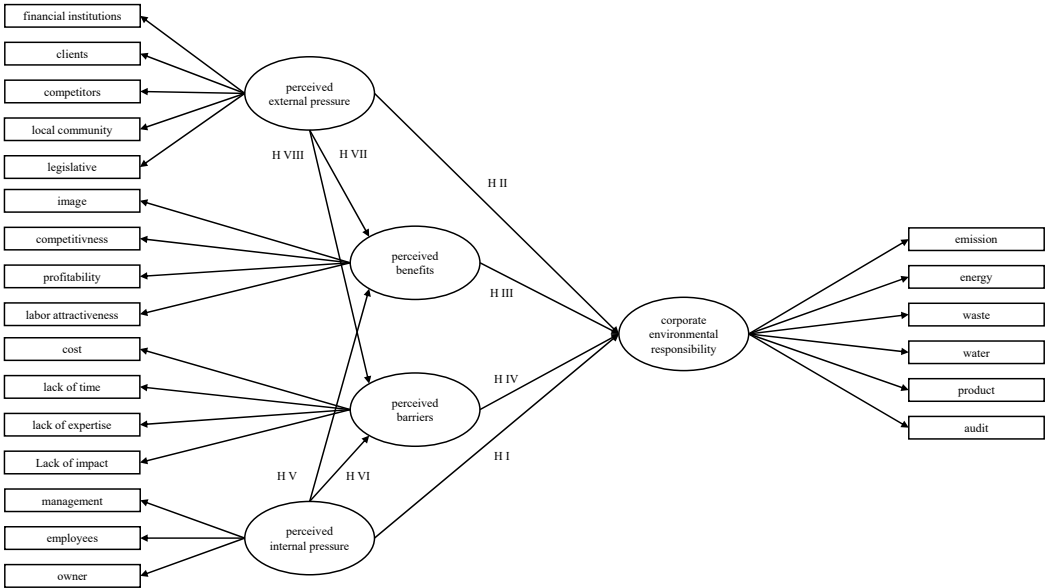 financial institutions
clients
competitors
local community
legislative
image
competitivness
profitability
labor attractiveness
cost
lack of time
lack of expertise
Lack of impact
management
employees
owner
perceived
external pressure
H VIII
H VII
perceived
benefits
perceived
barriers
H V
H VI
perceived
internal pressure
H II
H III
H IV
H I
corporate
environmental
responsibility
emission
energy
waste
water
product
audit